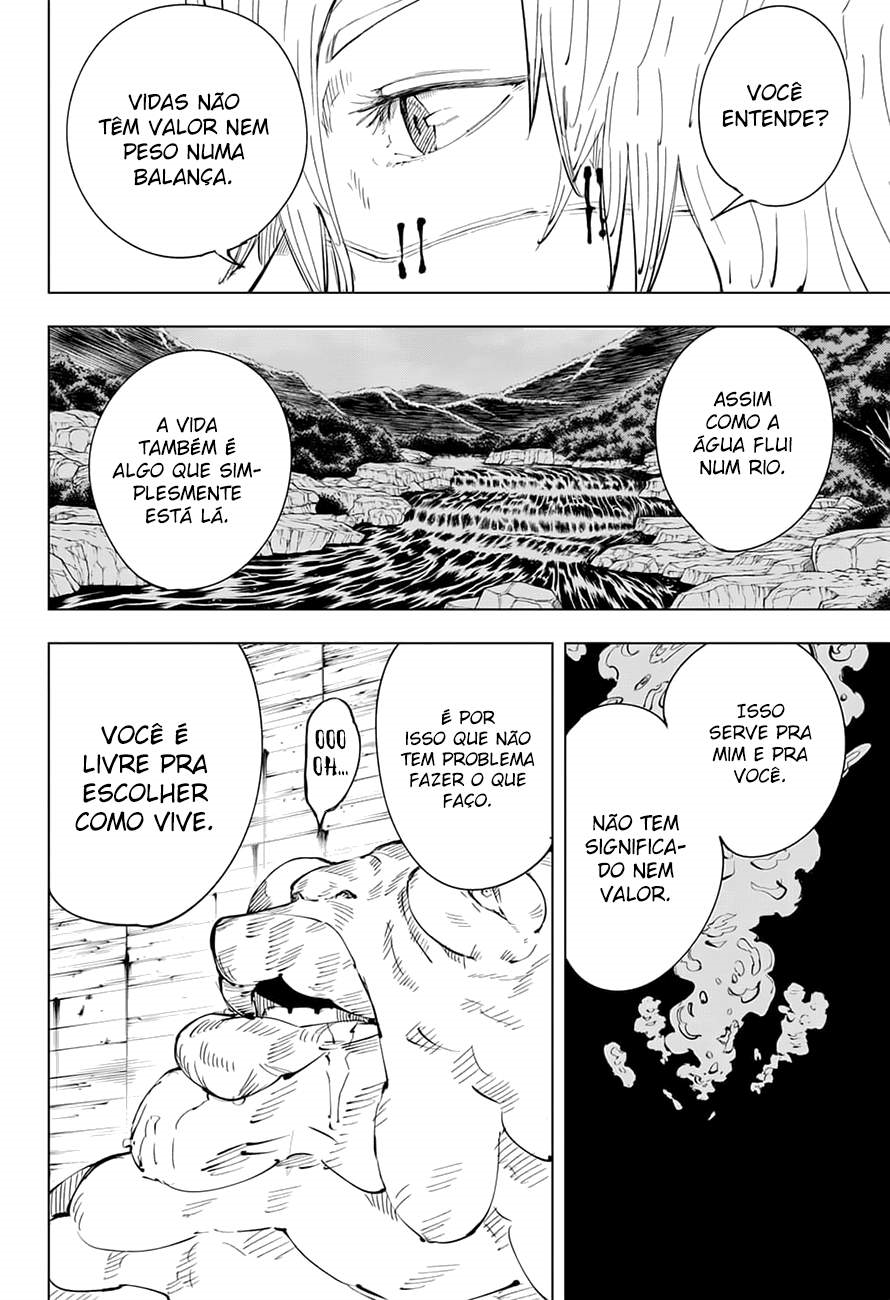 VOCÊ
ENTENDE?
VIDAS NÃO
TÊM VALOR NEM
PESO NUMA
BALANÇA.
ASSIM
COMO A
ÁGUA FLUI
NUM RIO.
A VIDA
TAMBÉM É
ALGO QUE SIM-
PLESMENTE
ESTÁ LÁ.
ISSO
SERVE PRA
MIM E PRA
VOCÊ.
NÃO TEM
SIGNIFICA-
DO NEM
VALOR.
É POR
ISSO QUE NÃO
TEM PROBLEMA
FAZER O QUE
FAÇO.
OOO
OH...
VOCÊ É
LIVRE PRA
ESCOLHER
COMO VIVE.